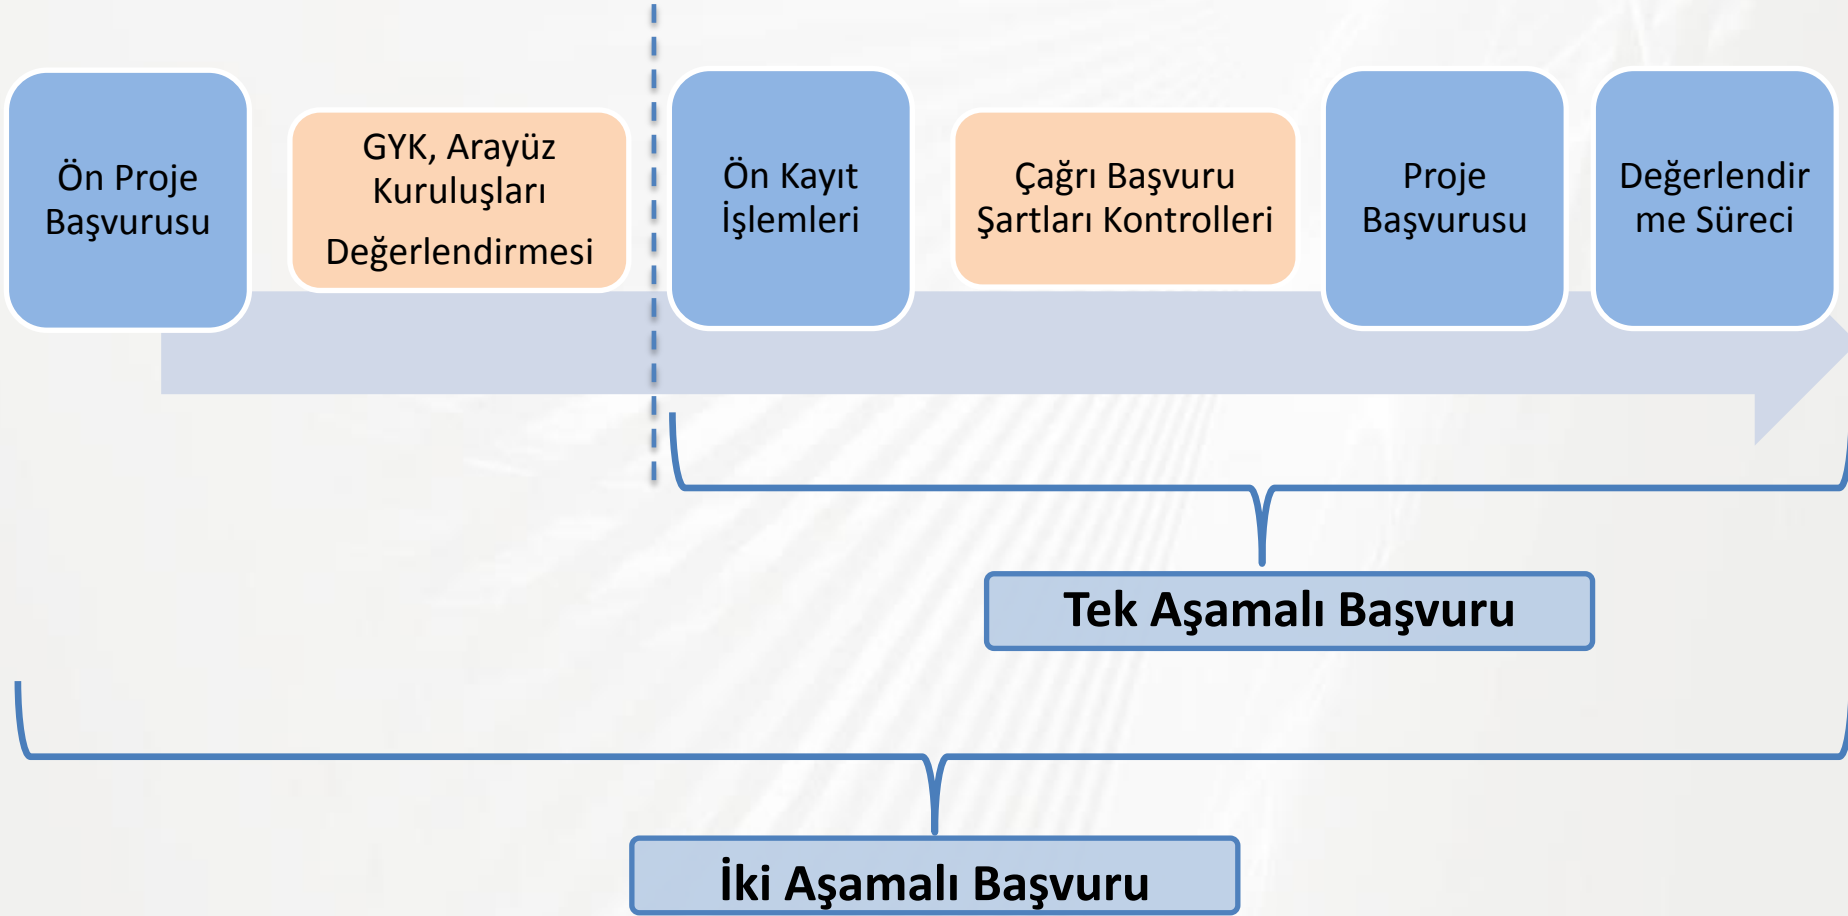 Ön Proje
Başvurusu
GYK, Arayüz
Kuruluşları
Değerlendirmesi
Ön Kayıt
İşlemleri
Çağrı Başvuru
Şartları Kontrolleri
Proje
Başvurusu
Değerlendir
me Süreci
Tek Aşamalı Başvuru
İki Aşamalı Başvuru